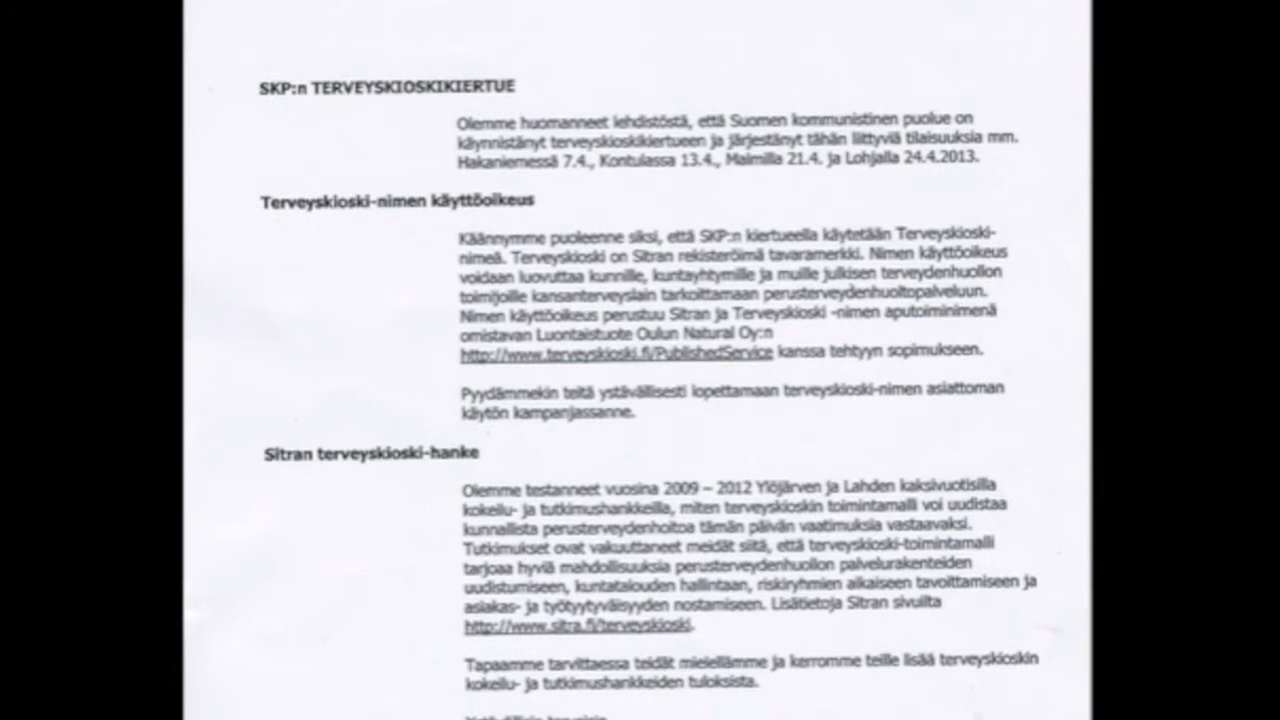 SKP:n TERVEYSKIOSKIKIERTUE
Olemme huomanneet lehdistöstä, että Suomen kommunistinen puolue on
käynnistänyt terveyskioskikiertueen ja järjestänyt tähän liittyviä tilaisuuksia mm.
Hakaniemessä 7.4., Kontulassa 13.4., Malmilla 21.4. ja Lohjalla 24.4.2013.
Terveyskioski-nimen käyttöoikeus
Käännymme puoleenne siksi, että SKP:n kiertueella käytetään Terveyskioski-
nimeä. Terveyskioski on Sitran rekisteröimä tavaramerkki. Nimen käyttöoikeus
voidaan luovuttaa kunnille, kuntayhtymille ja muille julkisen terveydenhuollon
toimijoille kansanterveyslain tarkoittamaan perusterveydenhuoltopalveluun.
Nimen käyttöoikeus perustuu Sitran ja Terveyskioski -nimen aputoiminimenä
omistavan Luontaistuote Oulun Natural Oy:n
http://www.terveyskioski.fi/PublishedService kanssa tehtyyn sopimukseen.
Pyydämmekin teitä ystävällisesti lopettamaan terveyskioski-nimen asiattoman
käytön kampanjassanne.
Sitran terveyskioski-hanke
Olemme testanneet vuosina 2009 – 2012 Ylöjärven ja Lahden kaksivuotisilla
kokeilu- ja tutkimushankkeilla, miten terveyskioskin toimintamalli voi uudistaa
kunnallista perusterveydenhoitoa tämän päivän vaatimuksia vastaavaksi.
Tutkimukset ovat vakuuttaneet meidät siitä, että terveyskioski-toimintamalli
tarjoaa hyviä mahdollisuuksia perusterveydenhuollon palvelurakenteiden
uudistumiseen, kuntatalouden hallintaan, riskiryhmien aikaiseen tavoittamiseen ja
asiakas- ja työtyytyväisyyden nostamiseen. Lisätietoja Sitran sivuilta
http://www.sitra.fi/terveyskioski.
Tapaamme tarvittaessa teidät mielellämme ja kerromme teille lisää terveyskioskin
kokeilu- ja tutkimushankkeiden tuloksista.